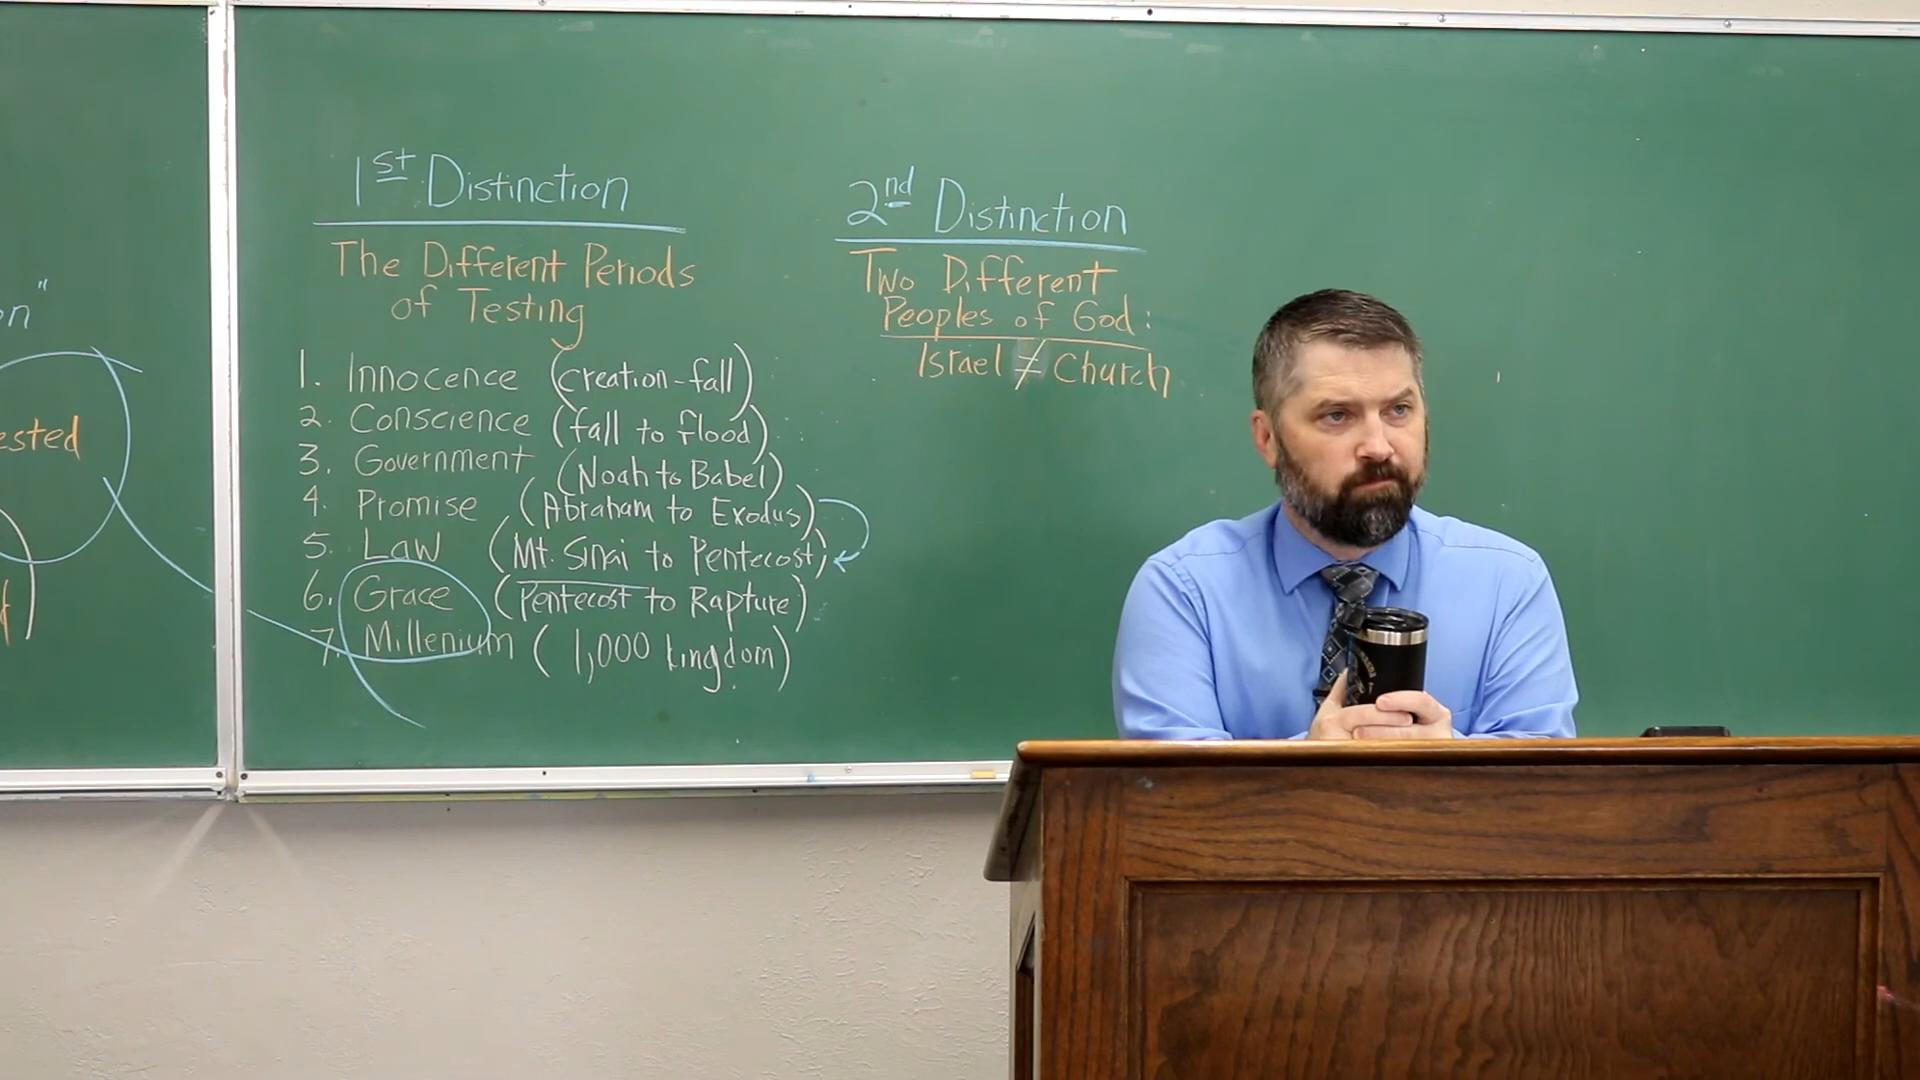 on"
ested
1st Distinction
The Different Periods
of Testing
1. Innocence (creation-fall)
2. Conscience (fall to flood)
3. Government (Noah to Babel)
4. Promise (Abraham to Exodus)
5. Law (Mt. Sinai to Pentecost)
6. Grace (Pentecost to Rapture)
7. Millenium (1,000 kingdom)
2nd Distinction
Two Different
Peoples of God:
Israel ≠ Church